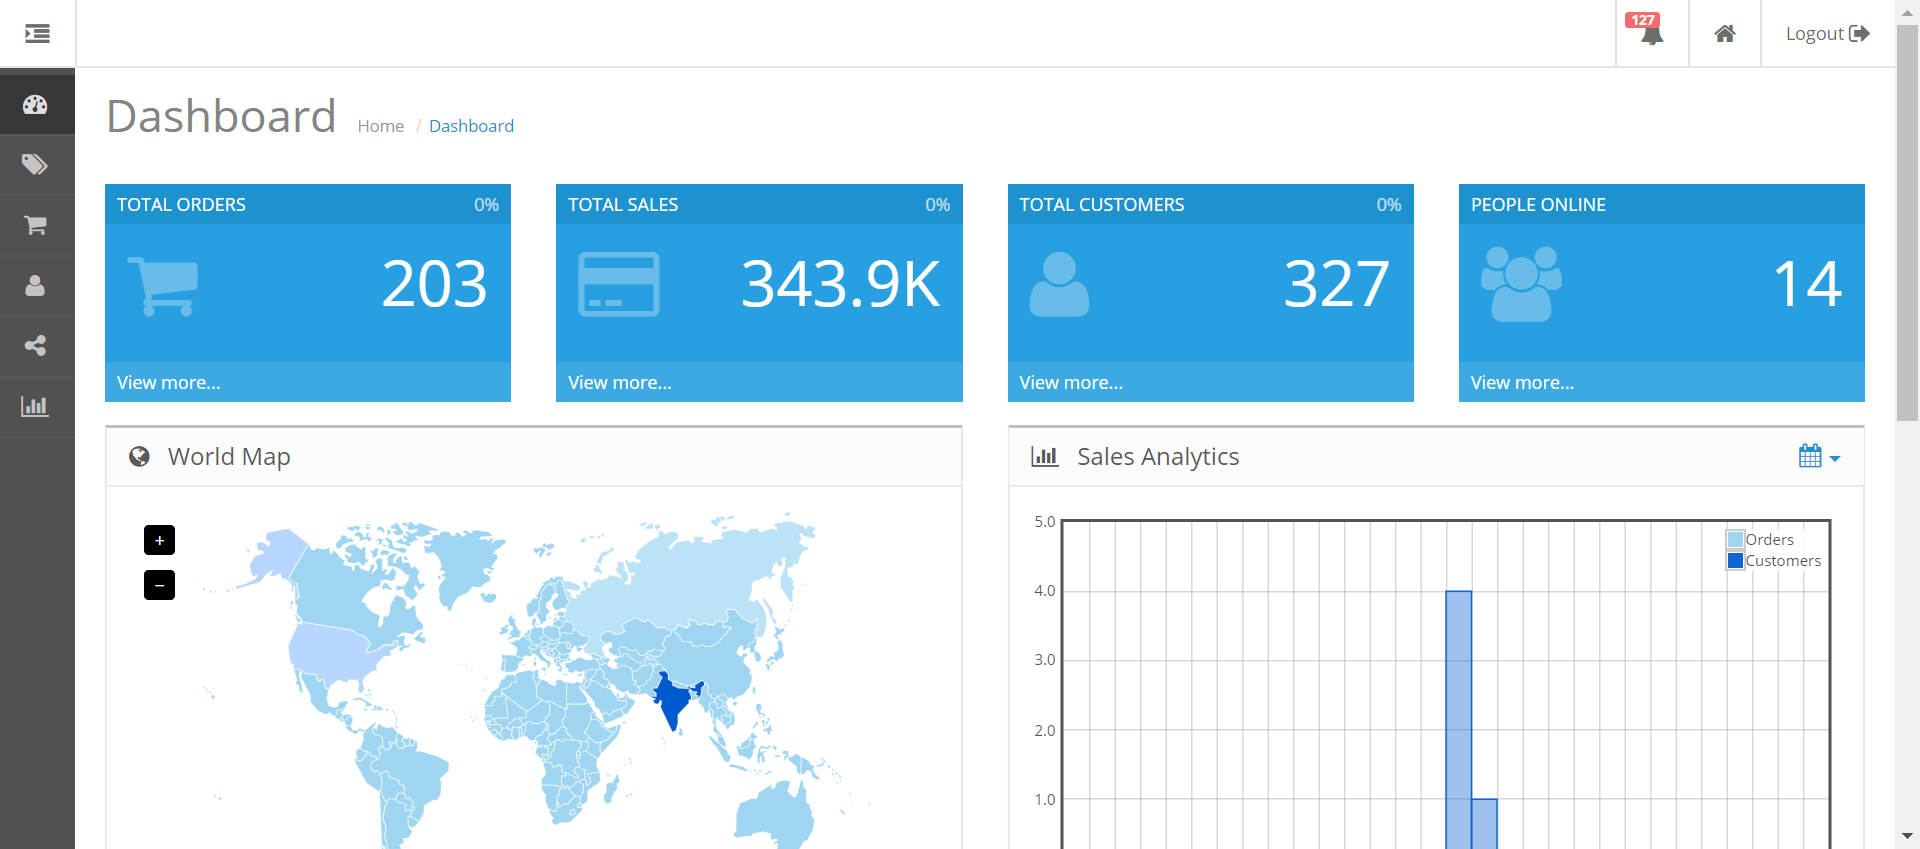 127
Logout
Dashboard
Home / Dashboard
TOTAL ORDERS 0%
203
View more...
TOTAL SALES 0%
343.9K
View more...
TOTAL CUSTOMERS 0%
327
View more...
PEOPLE ONLINE
14
View more...
World Map
+
−
Sales Analytics
5.0
4.0
3.0
2.0
1.0
Orders
Customers